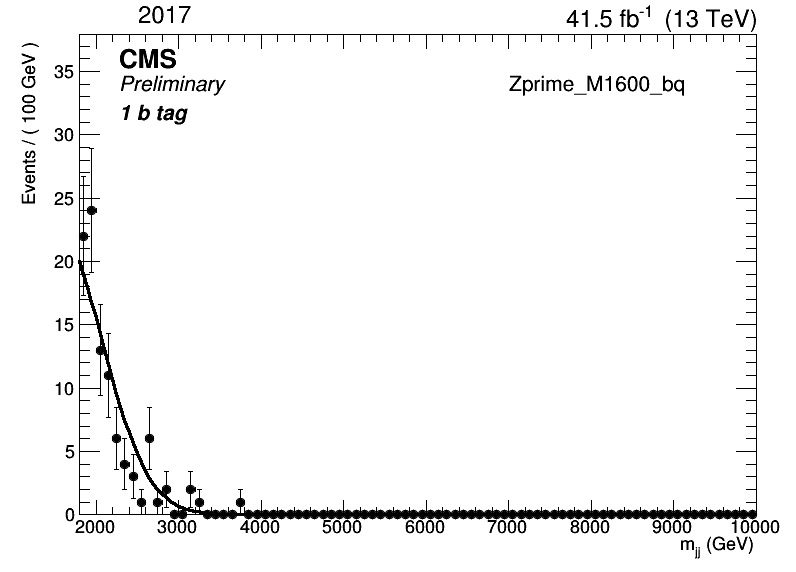 2017
41.5 fb-1 (13 TeV)
CMS
Preliminary
1 b tag
Zprime_M1600_bq
Events / ( 100 GeV )
35
30
25
20
15
10
5
0
2000 3000 4000 5000 6000 7000 8000 9000 10000
mjj (GeV)